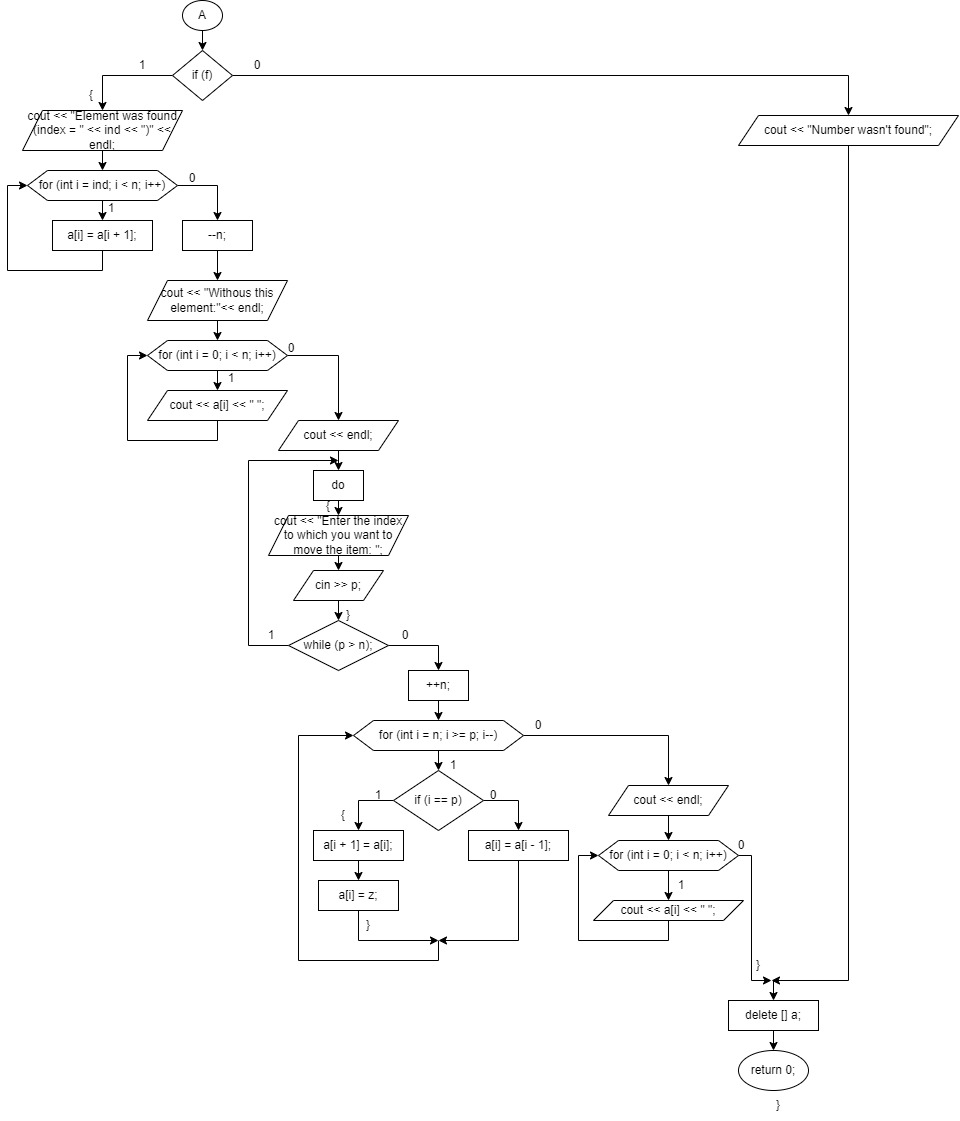 A
if (f)
1
0
{
cout << "Element was found
(index = " << ind << ")" <<
endl;
cout << "Number wasn't found";
for (int i = ind; i < n; i++)
0
1
a[i] = a[i + 1];
--n;
cout << "Withous this
element:"<< endl;
for (int i = 0; i < n; i++)
0
1
cout << a[i] << " ";
cout << endl;
do
{
cout << "Enter the index
to which you want to
move the item: ";
cin >> p;
}
while (p > n);
1
0
++n;
for (int i = n; i >= p; i--)
0
1
if (i == p)
1
0
{
a[i + 1] = a[i];
a[i] = a[i - 1];
a[i] = z;
}
cout << endl;
for (int i = 0; i < n; i++)
0
1
cout << a[i] << " ";
}
delete [] a;
return 0;
}